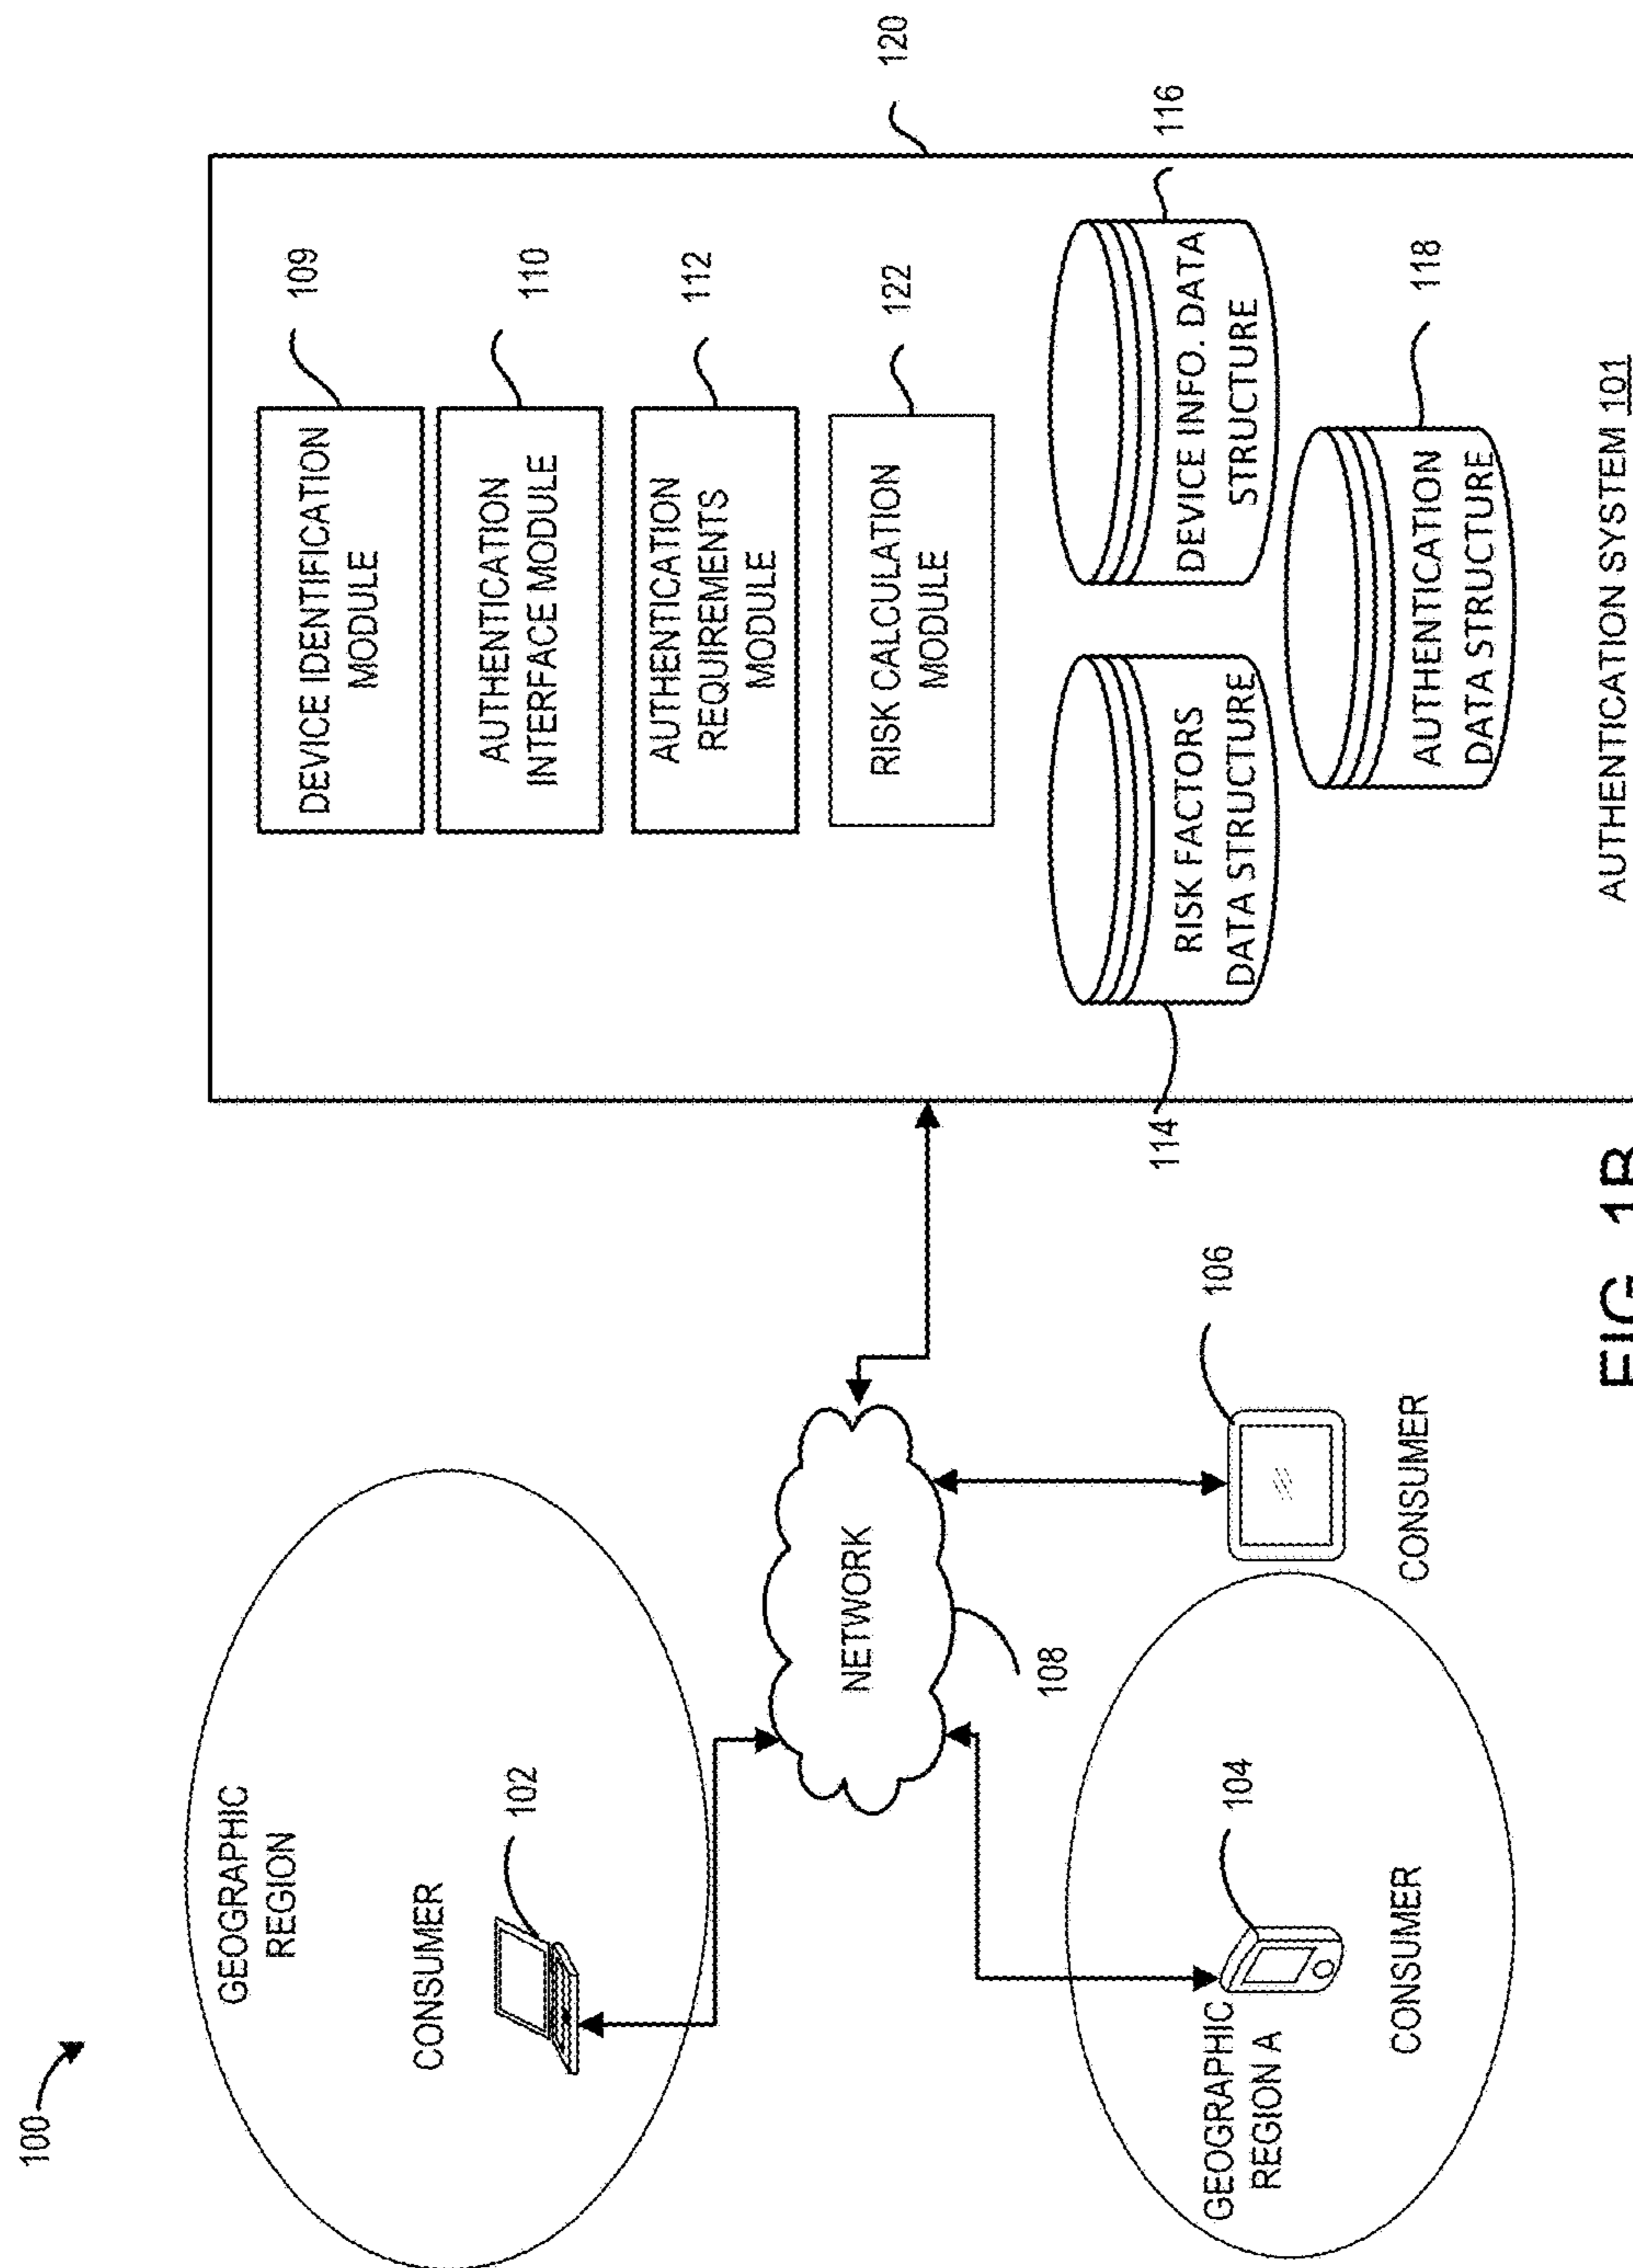 100
GEOGRAPHIC
REGION
CONSUMER
102
NETWORK
108
GEOGRAPHIC
REGION A
104
CONSUMER
106
CONSUMER
120
DEVICE IDENTIFICATION
MODULE
109
AUTHENTICATION
INTERFACE MODULE
110
AUTHENTICATION
REQUIREMENTS
MODULE
112
RISK CALCULATION
MODULE
122
RISK FACTORS
DATA STRUCTURE
114
DEVICE INFO. DATA
STRUCTURE
116
AUTHENTICATION
DATA STRUCTURE
118
AUTHENTICATION SYSTEM 101
FIG. 1B